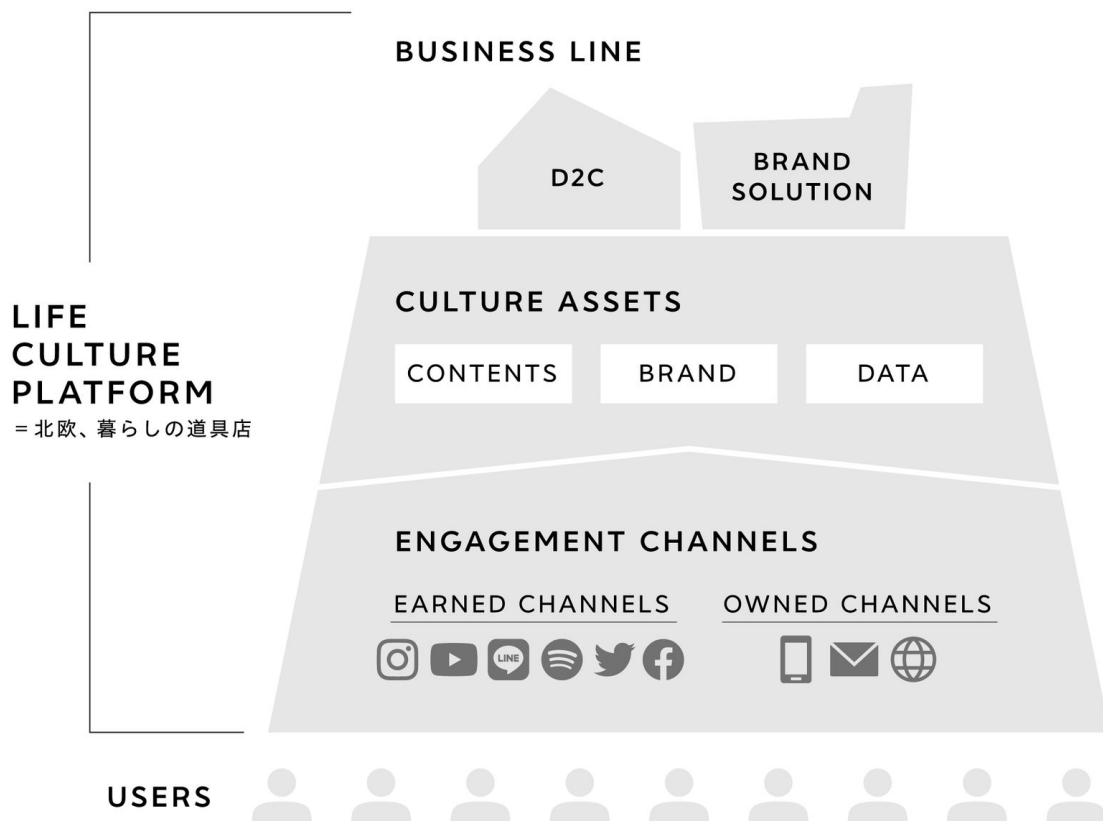 BUSINESS LINE
D2C
BRAND
SOLUTION
LIFE
CULTURE
PLATFORM
=北欧、暮らしの道具店
CULTURE ASSETS
CONTENTS
BRAND
DATA
ENGAGEMENT CHANNELS
EARNED CHANNELS
OWNED CHANNELS
LINE
USERS